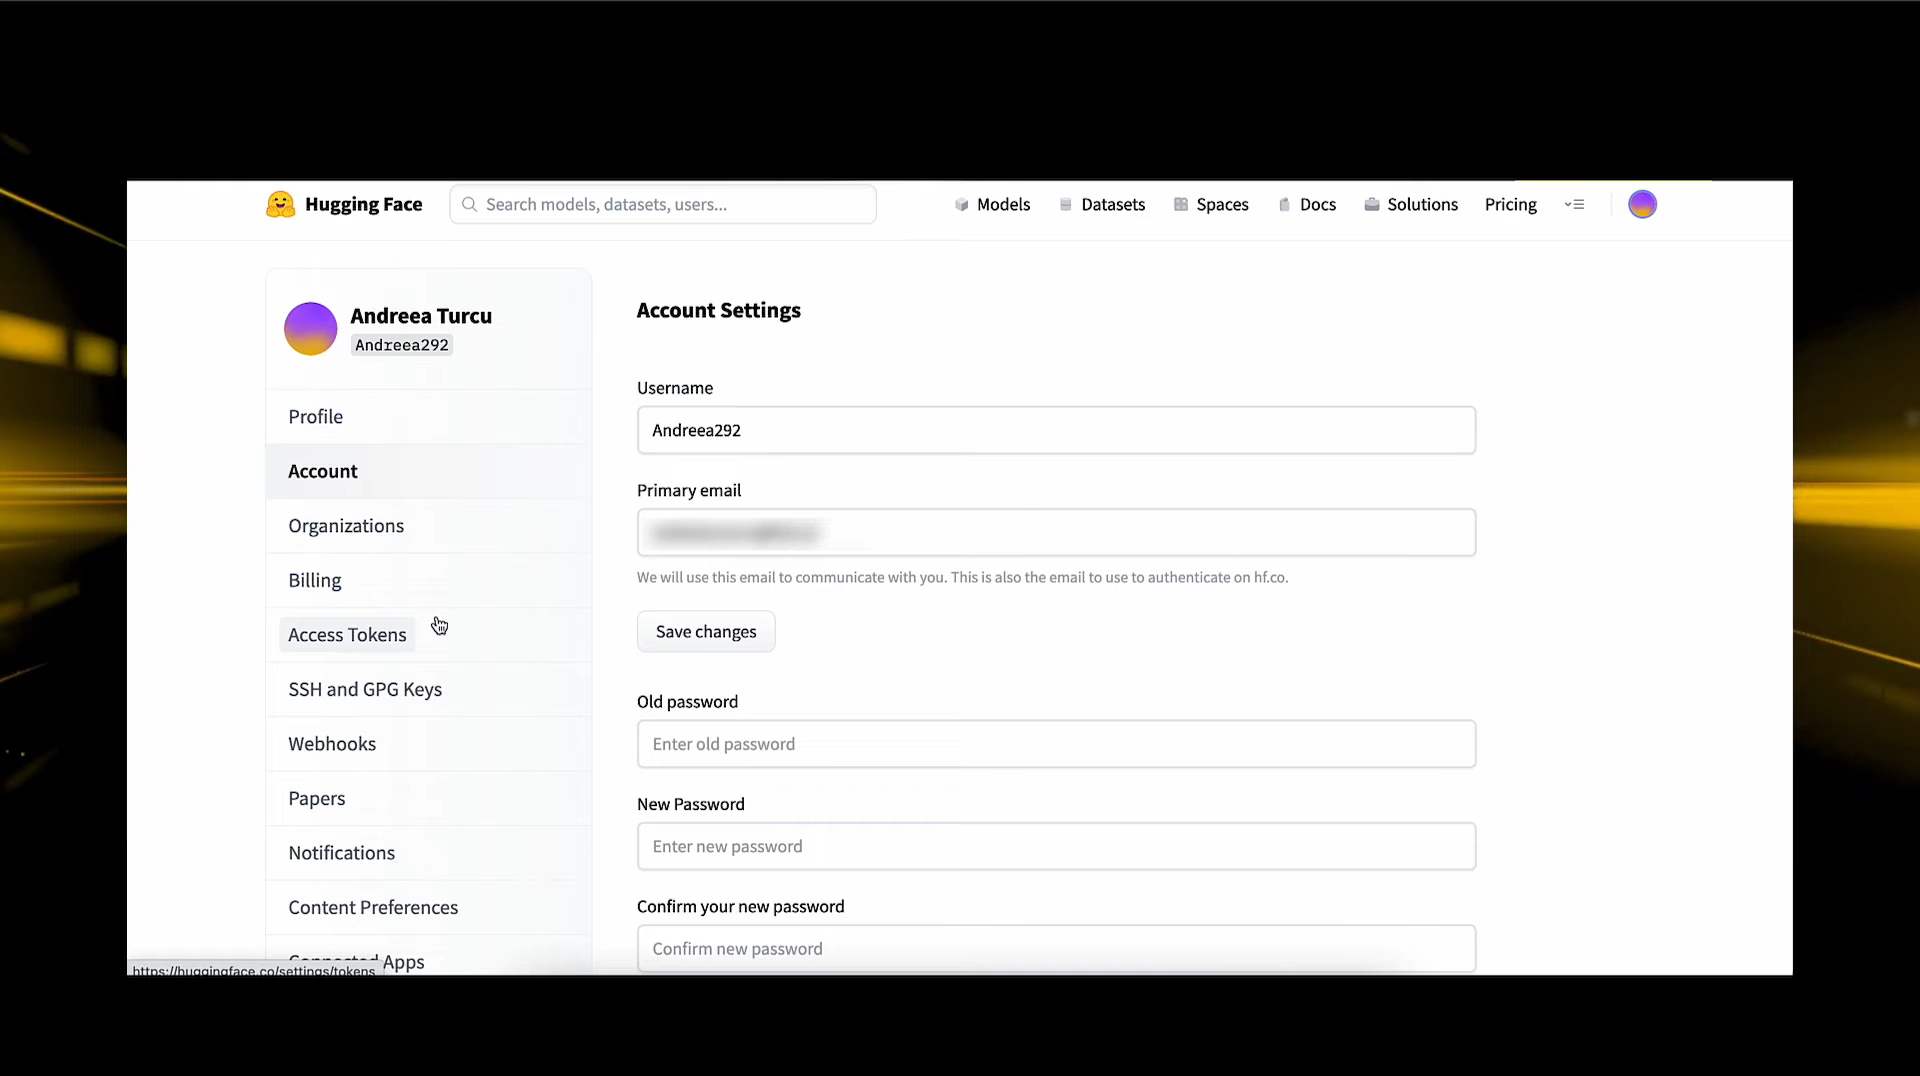 Hugging Face
Search models, datasets, users...
Models
Datasets
Spaces
Docs
Solutions
Pricing
Andreea Turcu
Andreea292
Profile
Account
Organizations
Billing
Access Tokens
SSH and GPG Keys
Webhooks
Papers
Notifications
Content Preferences
Connected Apps
https://huggingface.co/settings/tokens
Account Settings
Username
Andreea292
Primary email
We will use this email to communicate with you. This is also the email to use to authenticate on hf.co.
Save changes
Old password
Enter old password
New Password
Enter new password
Confirm your new password
Confirm new password